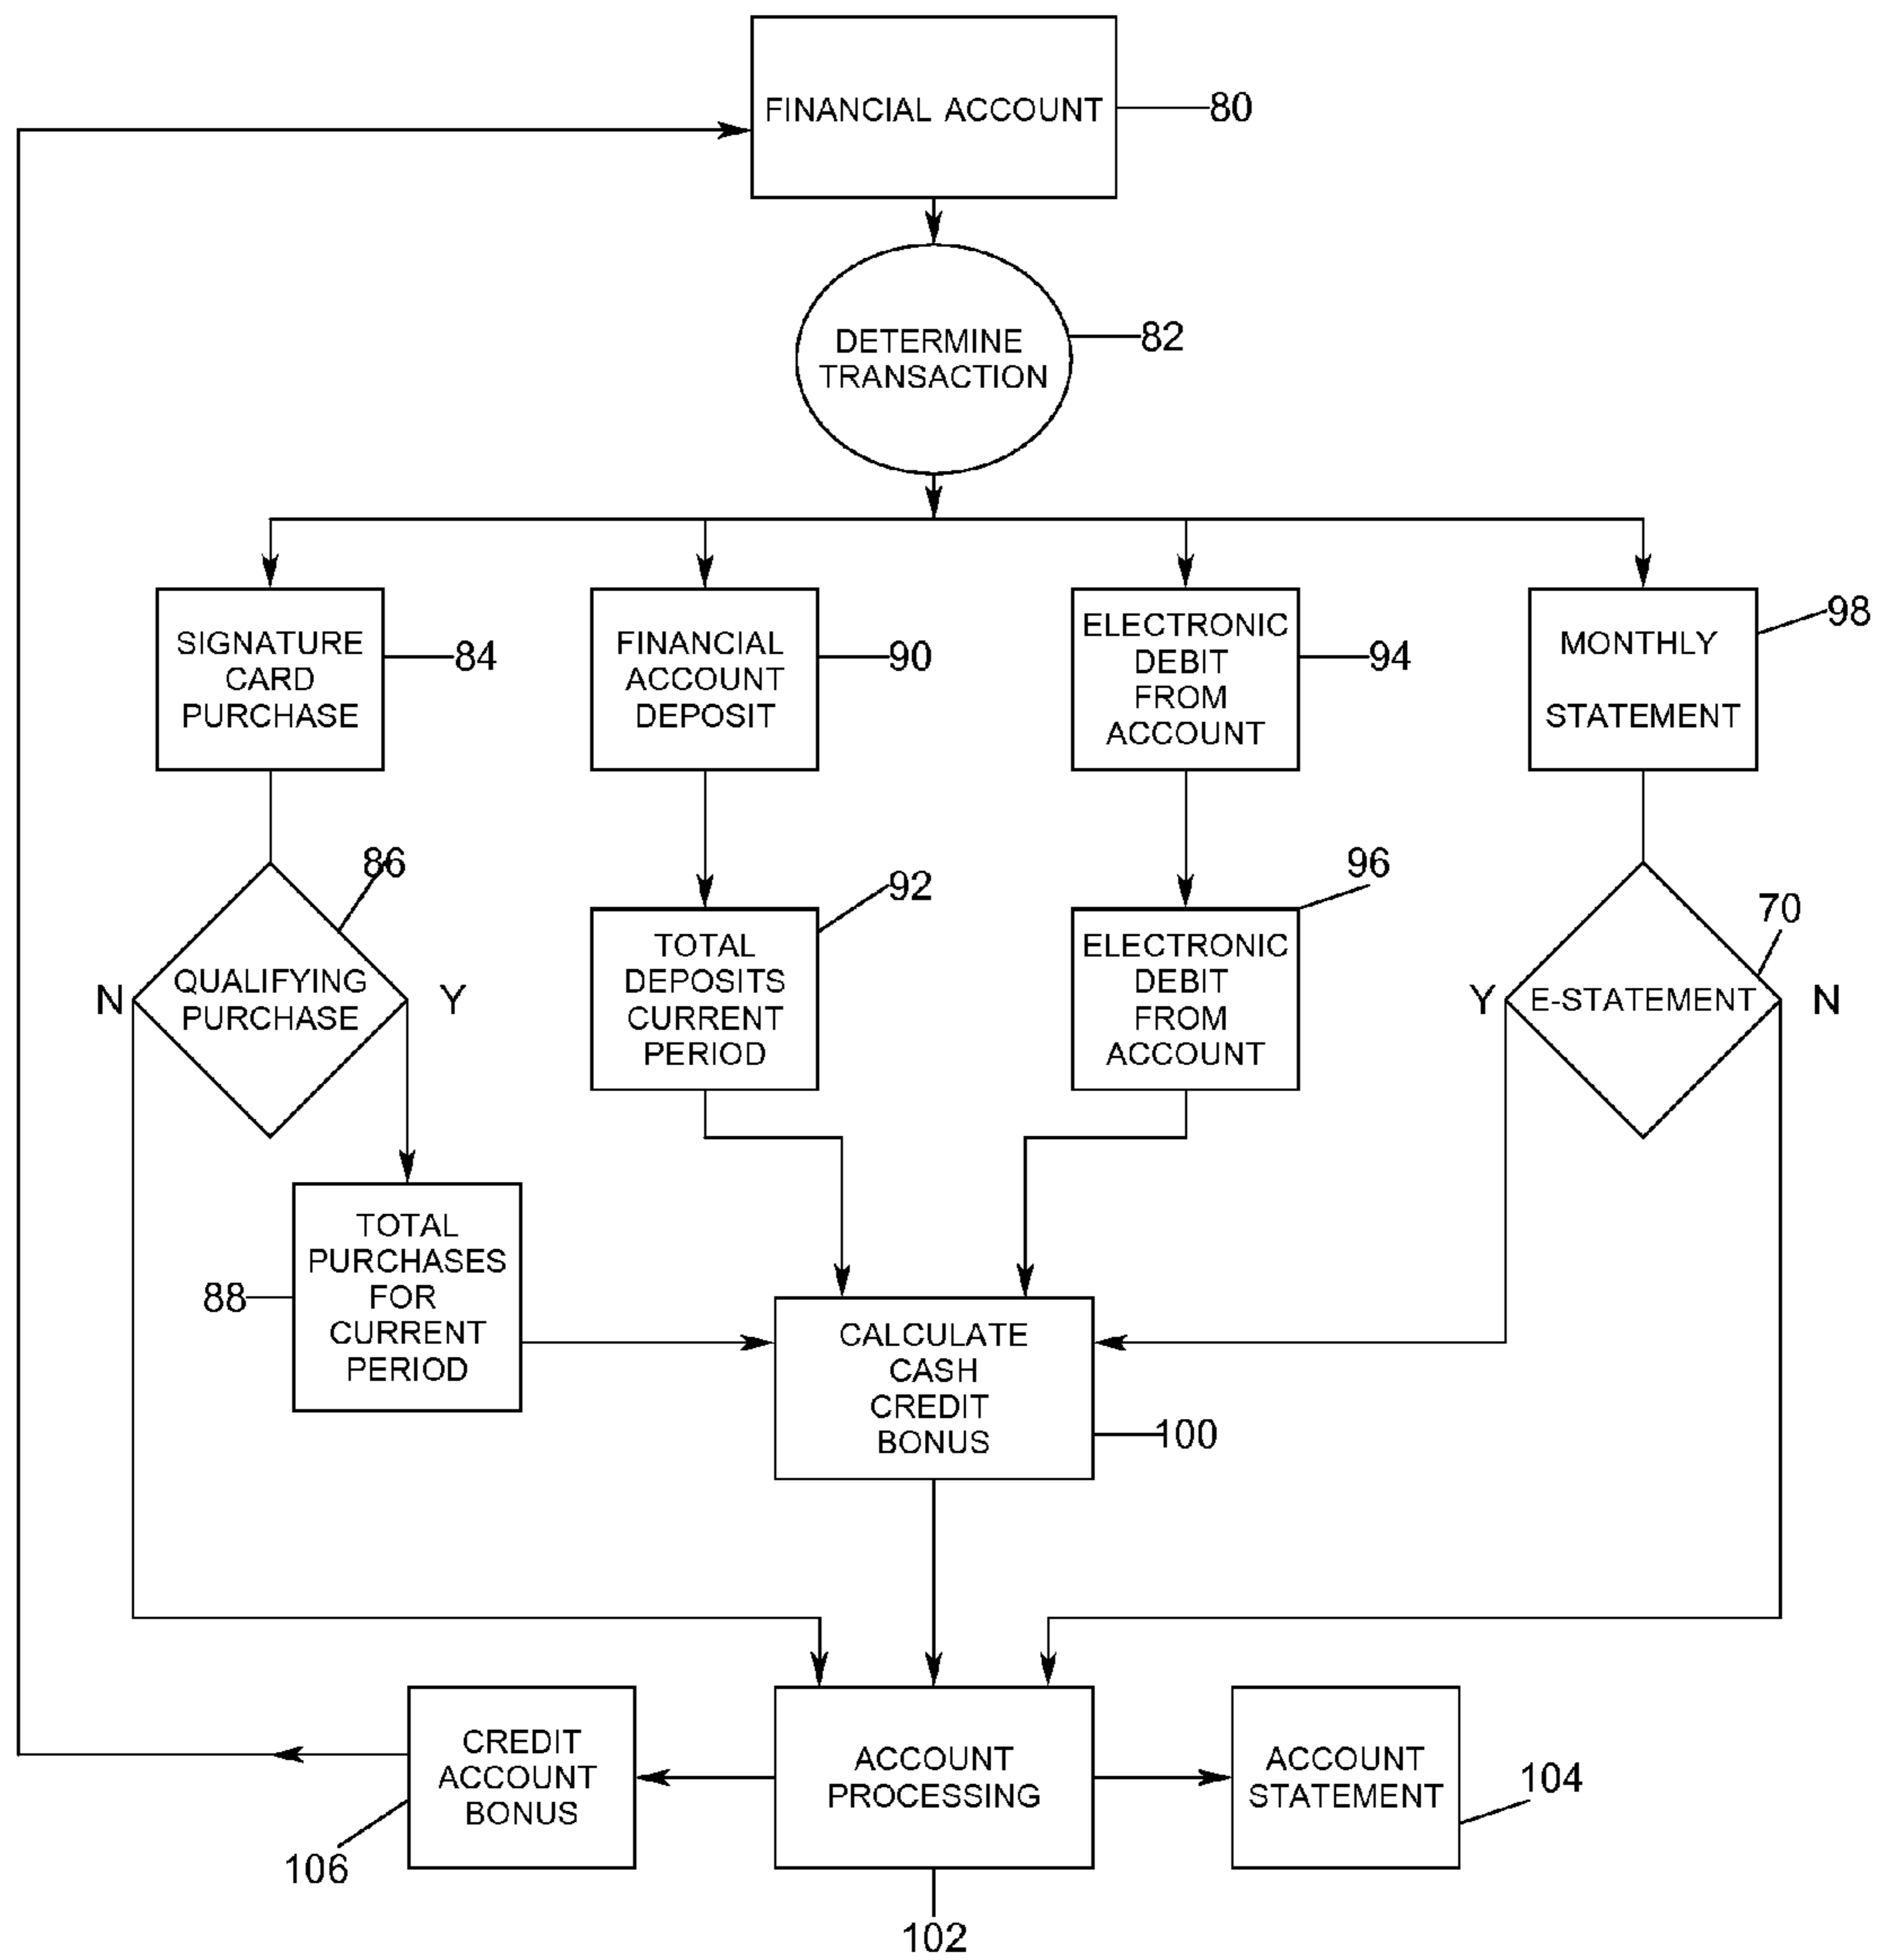 FINANCIAL ACCOUNT
80
DETERMINE
TRANSACTION
82
SIGNATURE
CARD
PURCHASE
84
FINANCIAL
ACCOUNT
DEPOSIT
90
ELECTRONIC
DEBIT
FROM
ACCOUNT
94
MONTHLY
STATEMENT
98
86
N
QUALIFYING
PURCHASE
Y
92
TOTAL
DEPOSITS
CURRENT
PERIOD
96
ELECTRONIC
DEBIT
FROM
ACCOUNT
70
Y
E-STATEMENT
N
88
TOTAL
PURCHASES
FOR
CURRENT
PERIOD
CALCULATE
CASH
CREDIT
BONUS
100
CREDIT
ACCOUNT
BONUS
106
ACCOUNT
PROCESSING
102
ACCOUNT
STATEMENT
104